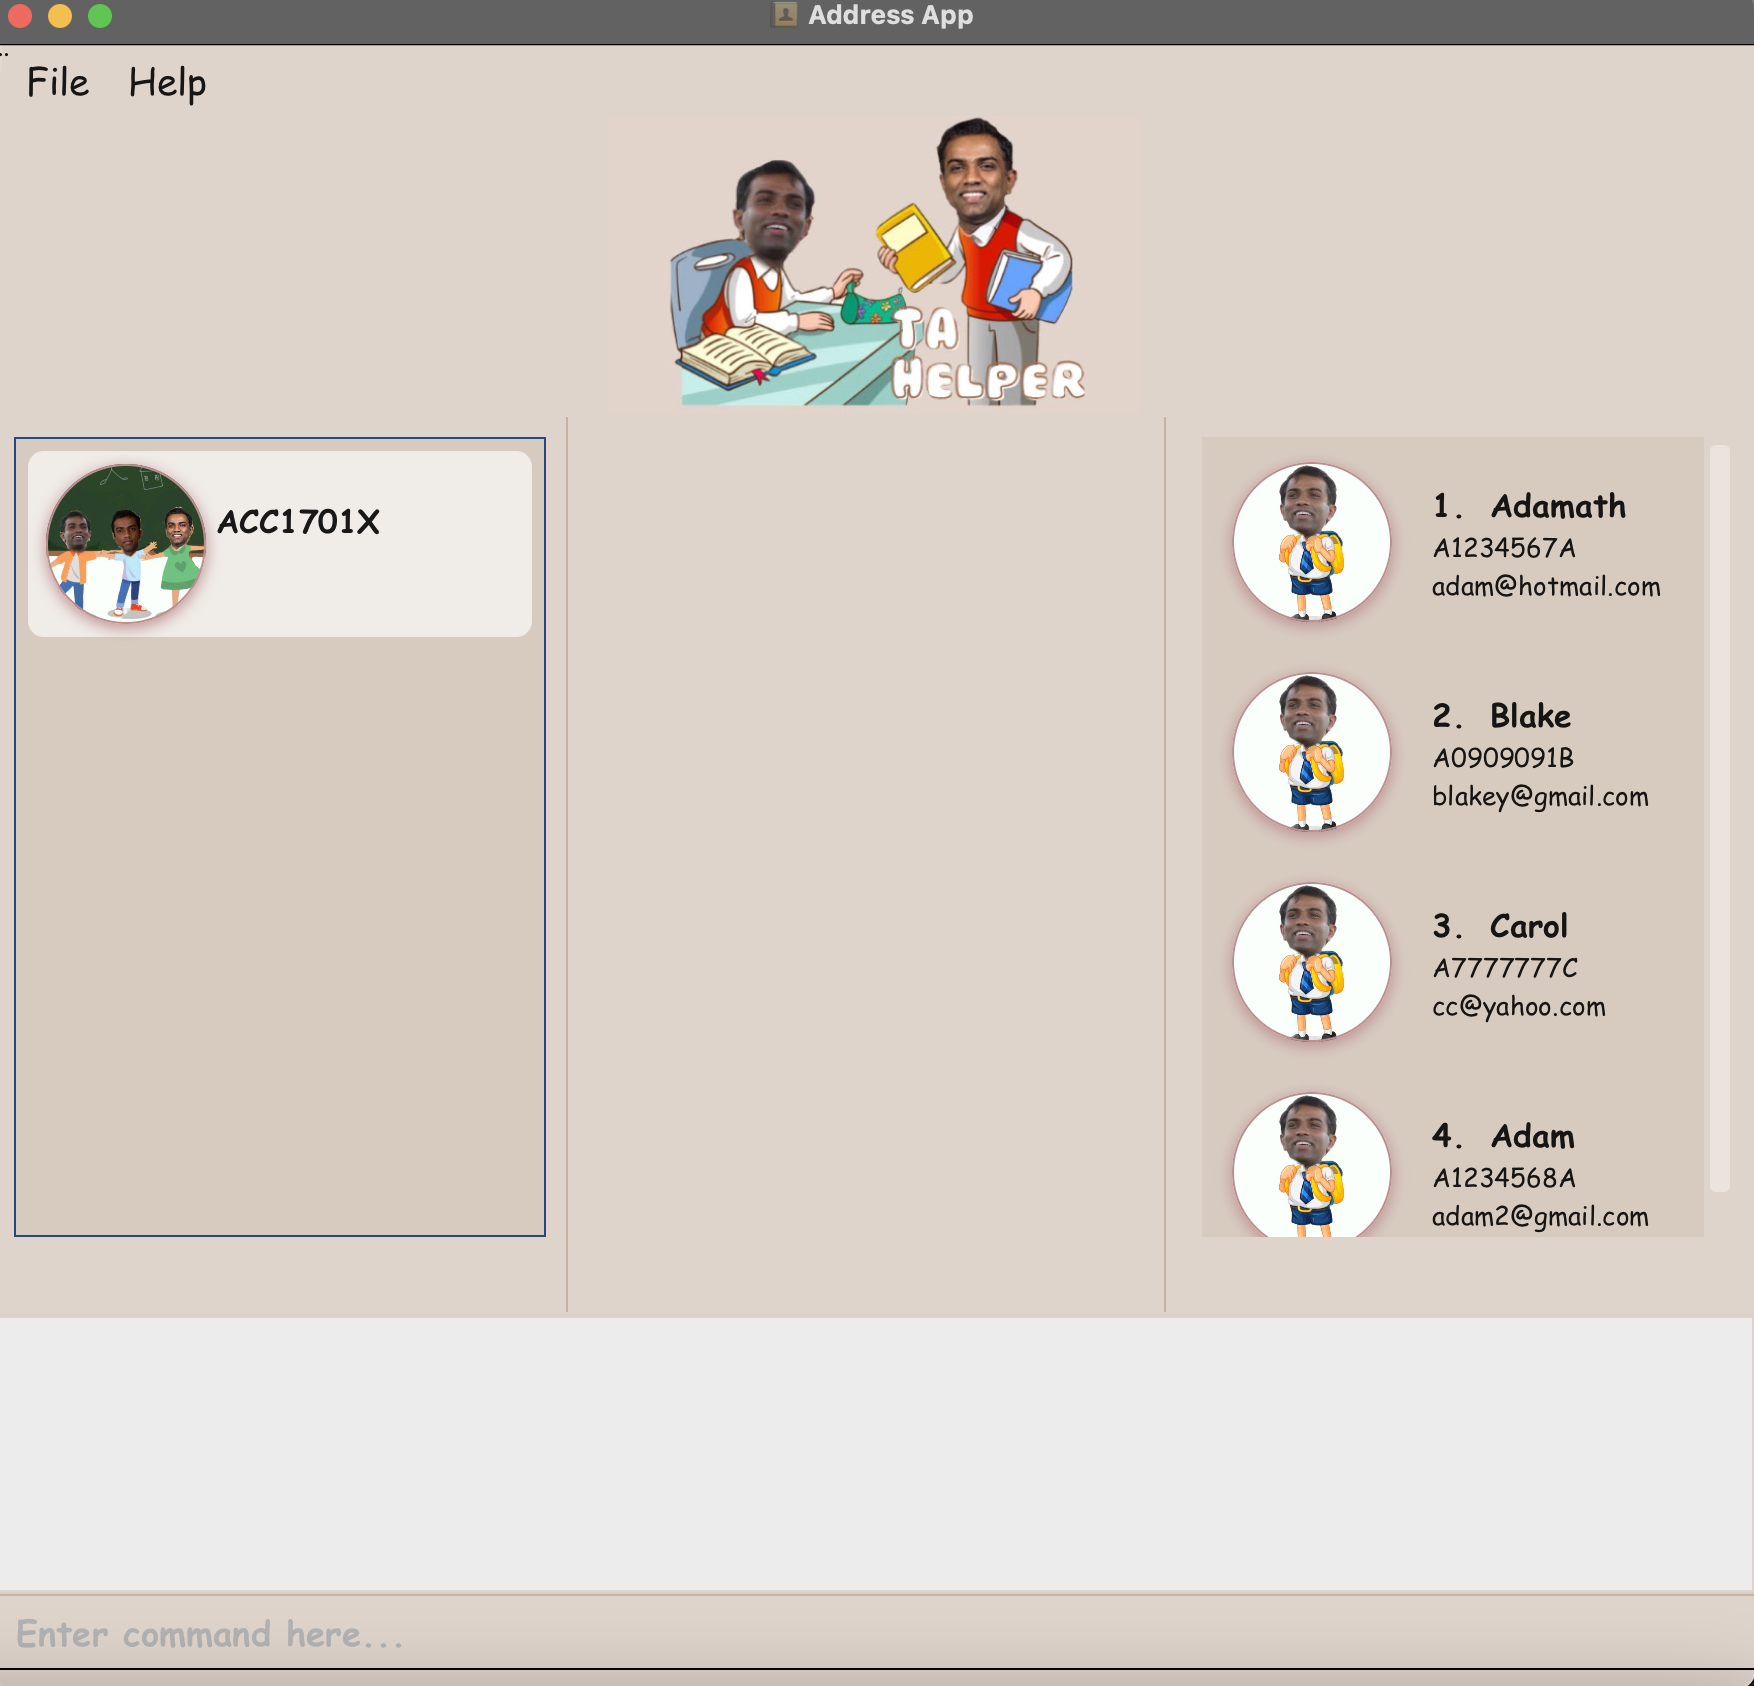 Address App
File Help
TA
HELPER
ACC1701X
1. Adamath
A1234567A
adam@hotmail.com
2. Blake
A0909091B
blakey@gmail.com
3. Carol
A7777777C
cc@yahoo.com
4. Adam
A1234568A
adam2@gmail.com
Enter command here...